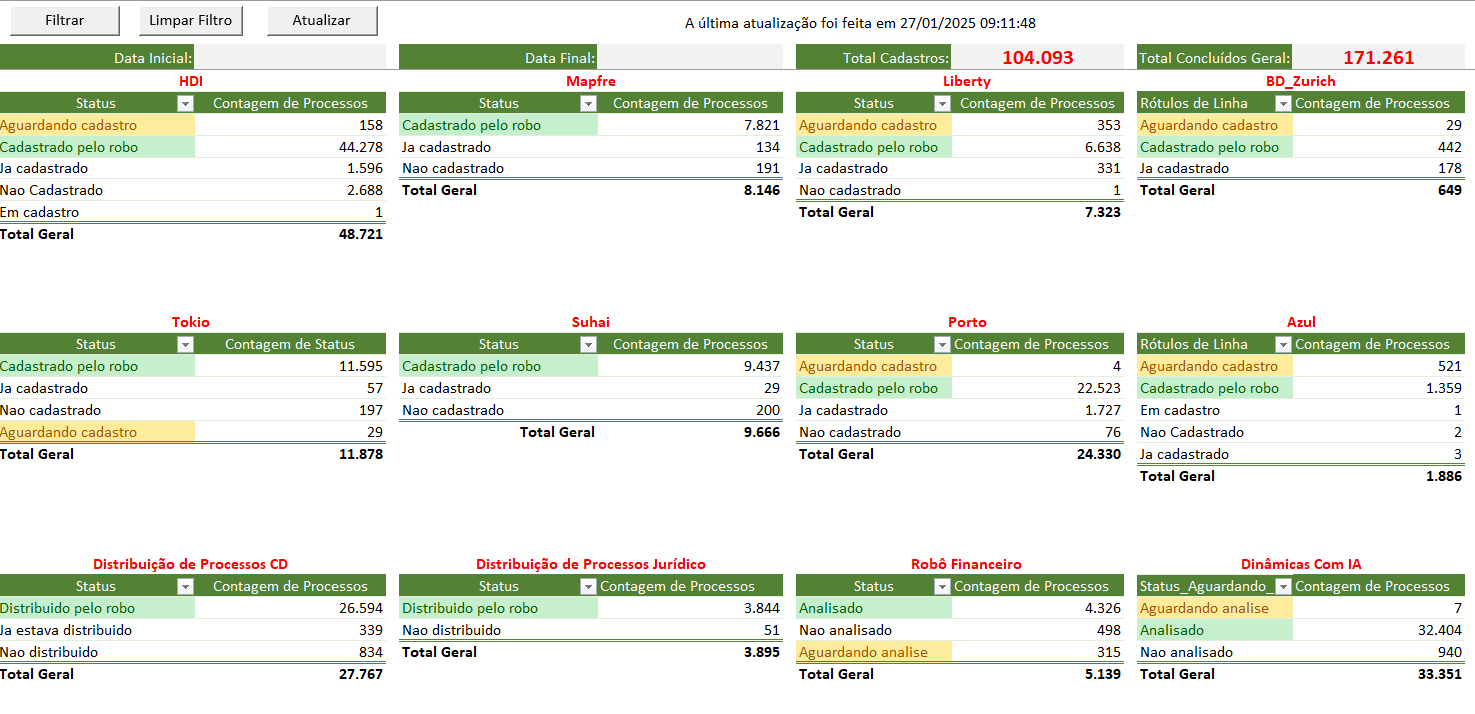 Filtrar Limpar Filtro Atualizar A última atualização foi feita em 27/01/2025 09:11:48
Data Inicial: Data Final: Total Cadastros: 104.093 Total Concluídos Geral: 171.261
HDI
Status Contagem de Processos
Aguardando cadastro 158
Cadastrado pelo robo 44.278
Ja cadastrado 1.596
Nao Cadastrado 2.688
Em cadastro 1
Total Geral 48.721
Mapfre
Status Contagem de Processos
Cadastrado pelo robo 7.821
Ja cadastrado 134
Nao cadastrado 191
Total Geral 8.146
Liberty
Status Contagem de Processos
Aguardando cadastro 353
Cadastrado pelo robo 6.638
Ja cadastrado 331
Nao cadastrado 1
Total Geral 7.323
BD_Zurich
Rótulos de Linha Contagem de Processos
Aguardando cadastro 29
Cadastrado pelo robo 442
Ja cadastrado 178
Total Geral 649
Tokio
Status Contagem de Status
Cadastrado pelo robo 11.595
Ja cadastrado 57
Nao cadastrado 197
Aguardando cadastro 29
Total Geral 11.878
Suhai
Status Contagem de Processos
Cadastrado pelo robo 9.437
Ja cadastrado 29
Nao cadastrado 200
Total Geral 9.666
Porto
Status Contagem de Processos
Aguardando cadastro 4
Cadastrado pelo robo 22.523
Ja cadastrado 1.727
Nao cadastrado 76
Total Geral 24.330
Azul
Rótulos de Linha Contagem de Processos
Aguardando cadastro 521
Cadastrado pelo robo 1.359
Em cadastro 1
Nao Cadastrado 2
Ja cadastrado 3
Total Geral 1.886
Distribuição de Processos CD
Status Contagem de Processos
Distribuido pelo robo 26.594
Ja estava distribuido 339
Nao distribuido 834
Total Geral 27.767
Distribuição de Processos Jurídico
Status Contagem de Processos
Distribuido pelo robo 3.844
Nao distribuido 51
Total Geral 3.895
Robô Financeiro
Status Contagem de Processos
Analisado 4.326
Nao analisado 498
Aguardando analise 315
Total Geral 5.139
Dinâmicas Com IA
Status_Aguardando_ Contagem de Processos
Aguardando analise 7
Analisado 32.404
Nao analisado 940
Total Geral 33.351